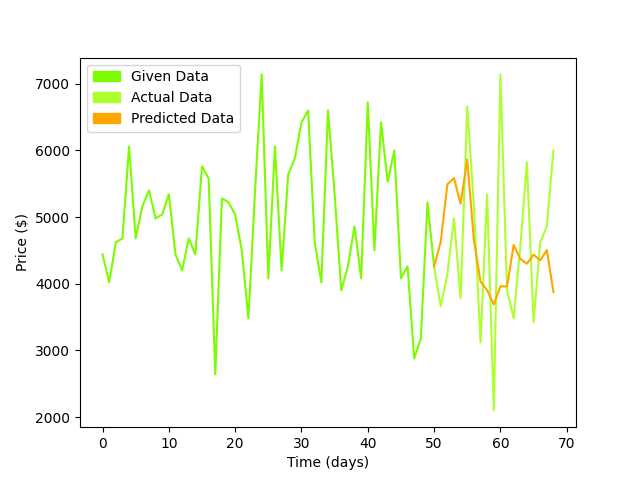 Given Data
Actual Data
Predicted Data
7000
6000
5000
4000
3000
2000
Price ($)
0 10 20 30 40 50 60 70
Time (days)